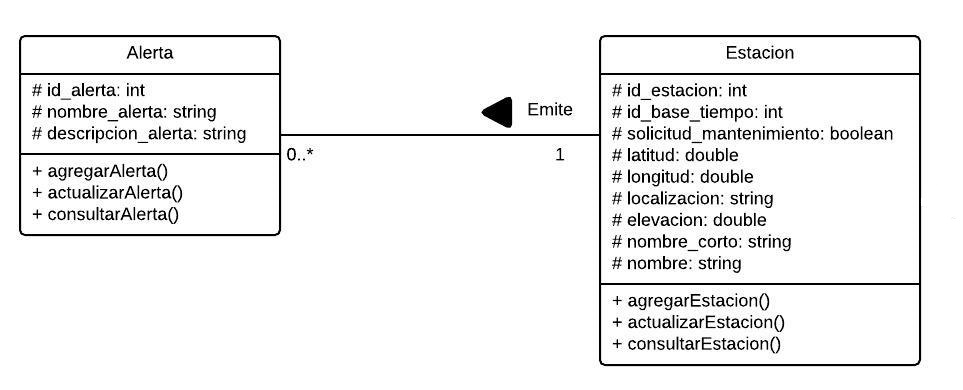 Alerta
# id_alerta: int
# nombre_alerta: string
# descripcion_alerta: string
+ agregarAlerta()
+ actualizarAlerta()
+ consultarAlerta()
Emite
0..*
1
Estacion
# id_estacion: int
# id_base_tiempo: int
# solicitud_mantenimiento: boolean
# latitud: double
# longitud: double
# localizacion: string
# elevacion: double
# nombre_corto: string
# nombre: string
+ agregarEstacion()
+ actualizarEstacion()
+ consultarEstacion()